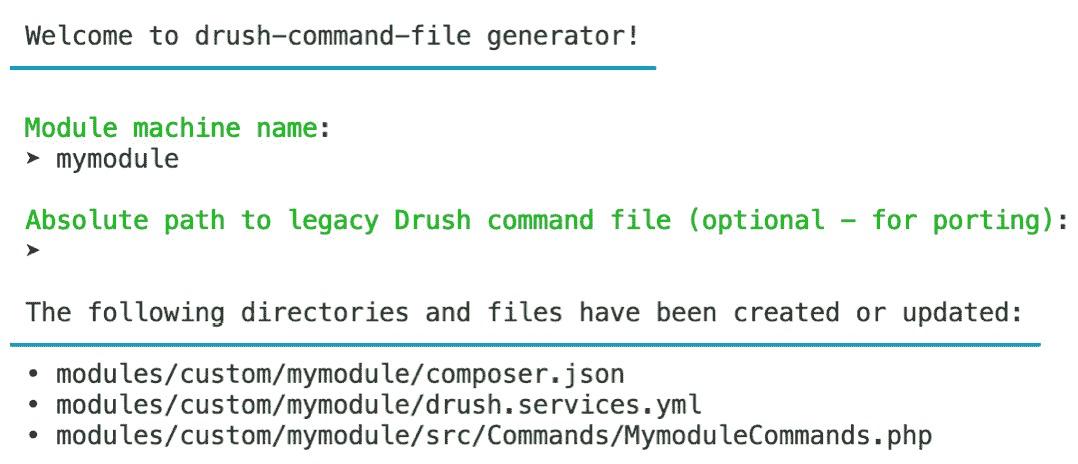 Welcome to drush-command-file generator!
Module machine name:
➤ mymodule
Absolute path to legacy Drush command file (optional – for porting):
➤
The following directories and files have been created or updated:
• modules/custom/mymodule/composer.json
• modules/custom/mymodule/drush.services.yml
• modules/custom/mymodule/src/Commands/MymoduleCommands.php